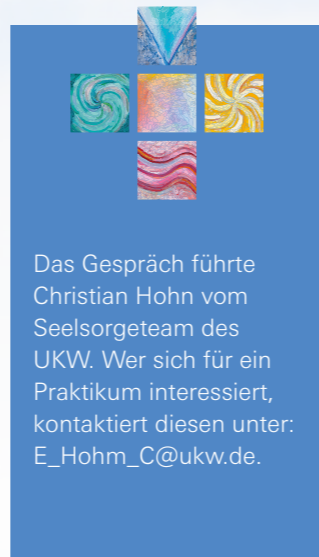 Das Gespräch führte
Christian Hohn vom
Seelsorgeteam des
UKW. Wer sich für ein
Praktikum interessiert,
kontaktiert diesen unter:
E_Hohm_C@ukw.de.